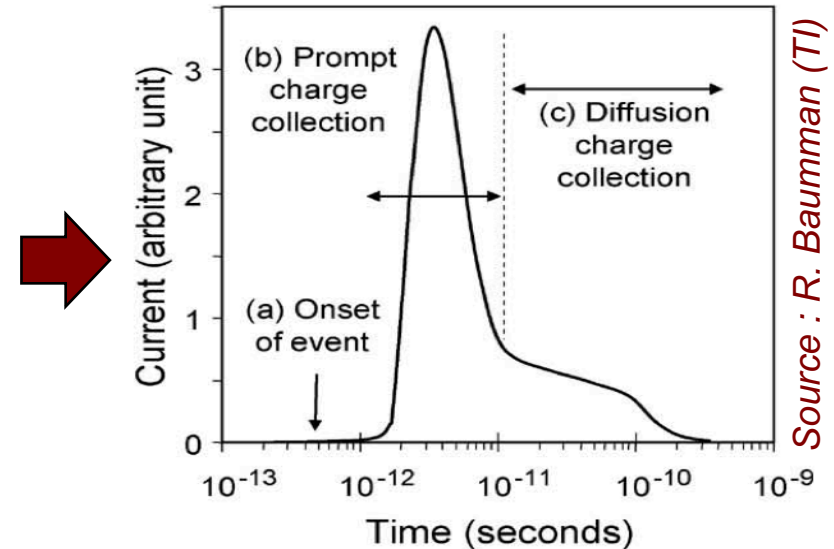 Current (arbitrary unit)
3
2
1
0
(b) Prompt
charge
collection
(c) Diffusion
charge
collection
(a) Onset
of event
10^-13
10^-12
10^-11
10^-10
10^-9
Time (seconds)
Source : R. Baumman (TI)